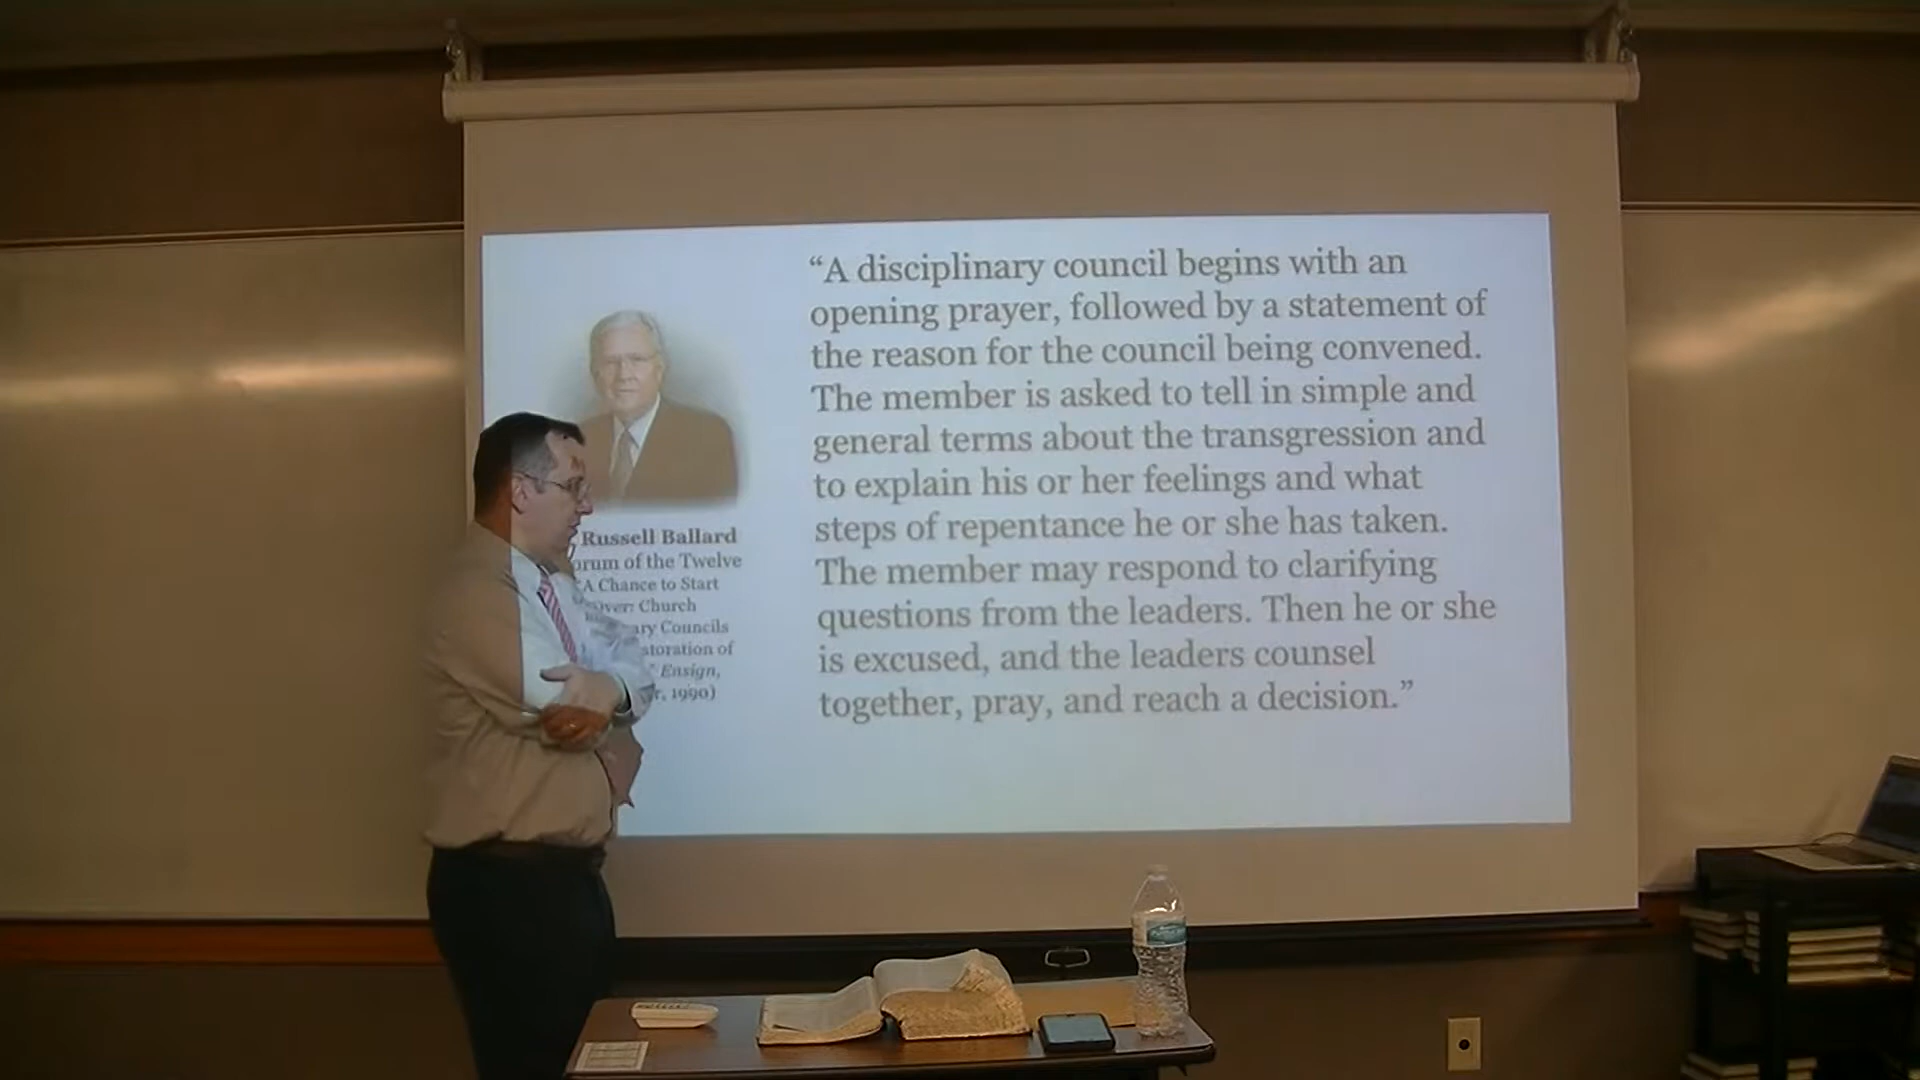 Russell Ballard
of the Twelve
A Chance to Start
Church
Councils
of
Ensign,
1990)
“A disciplinary council begins with an
opening prayer, followed by a statement of
the reason for the council being convened.
The member is asked to tell in simple and
general terms about the transgression and
to explain his or her feelings and what
steps of repentance he or she has taken.
The member may respond to clarifying
questions from the leaders. Then he or she
is excused, and the leaders counsel
together, pray, and reach a decision.”